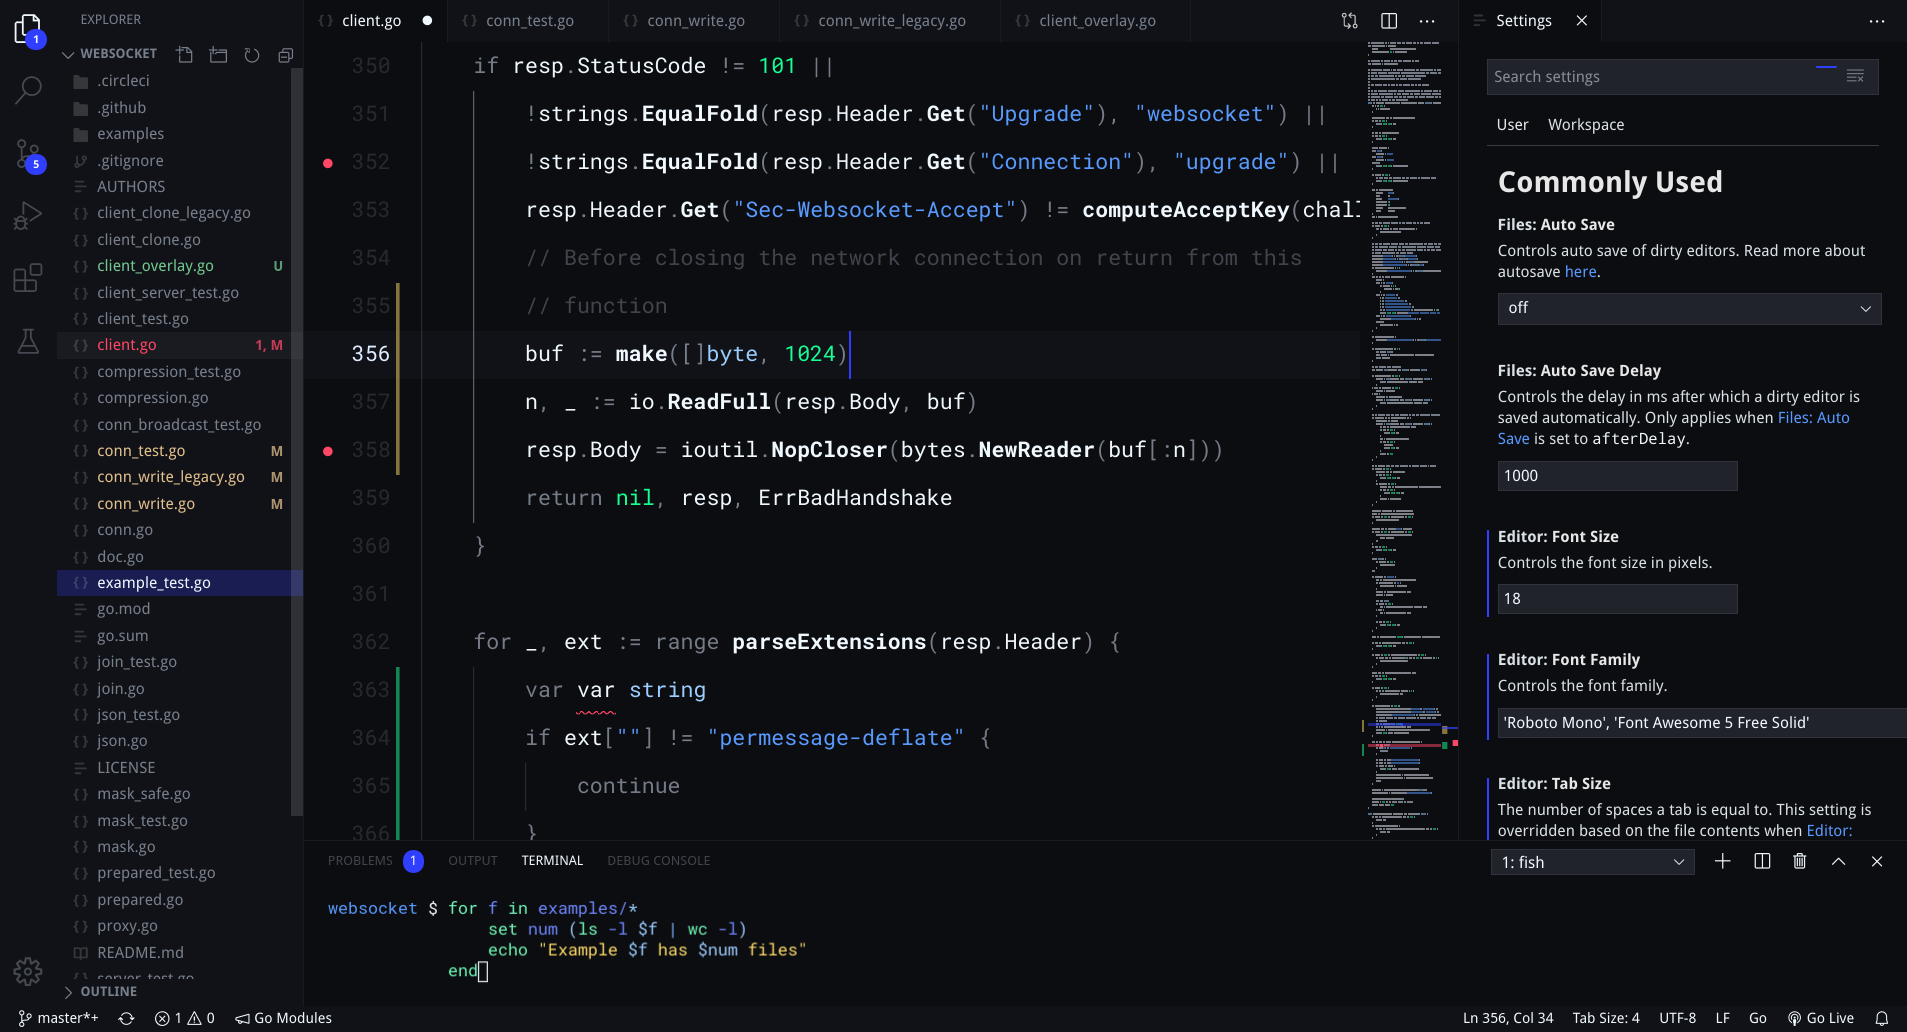 EXPLORER
WEBSOCKET
.circleci
.github
examples
.gitignore
AUTHORS
client_clone_legacy.go
client_clone.go
client_overlay.go U
client_server_test.go
client_test.go
client.go 1, M
compression_test.go
compression.go
conn_broadcast_test.go
conn_test.go M
conn_write_legacy.go M
conn_write.go M
conn.go
doc.go
example_test.go
go.mod
go.sum
join_test.go
join.go
json_test.go
json.go
LICENSE
mask_safe.go
mask_test.go
mask.go
prepared_test.go
prepared.go
proxy.go
README.md
server_test.go
OUTLINE
1
5
client.go conn_test.go conn_write.go conn_write_legacy.go client_overlay.go
350 if resp.StatusCode != 101 ||
351 !strings.EqualFold(resp.Header.Get("Upgrade"), "websocket") ||
352 !strings.EqualFold(resp.Header.Get("Connection"), "upgrade") ||
353 resp.Header.Get("Sec-Websocket-Accept") != computeAcceptKey(chall
354 // Before closing the network connection on return from this
355 // function
356 buf := make([]byte, 1024)
357 n, _ := io.ReadFull(resp.Body, buf)
358 resp.Body = ioutil.NopCloser(bytes.NewReader(buf[:n]))
359 return nil, resp, ErrBadHandshake
360 }
361
362 for _, ext := range parseExtensions(resp.Header) {
363 var var string
364 if ext[""] != "permessage-deflate" {
365 continue
366 }
Settings
Search settings
User Workspace
Commonly Used
Files: Auto Save
Controls auto save of dirty editors. Read more about
autosave here.
off
Files: Auto Save Delay
Controls the delay in ms after which a dirty editor is
saved automatically. Only applies when Files: Auto
Save is set to afterDelay.
1000
Editor: Font Size
Controls the font size in pixels.
18
Editor: Font Family
Controls the font family.
'Roboto Mono', 'Font Awesome 5 Free Solid'
Editor: Tab Size
The number of spaces a tab is equal to. This setting is
overridden based on the file contents when Editor:
PROBLEMS 1 OUTPUT TERMINAL DEBUG CONSOLE 1: fish
websocket $ for f in examples/*
set num (ls -l $f | wc -l)
echo "Example $f has $num files"
end
master*+ 1 0 Go Modules Ln 356, Col 34 Tab Size: 4 UTF-8 LF Go Go Live